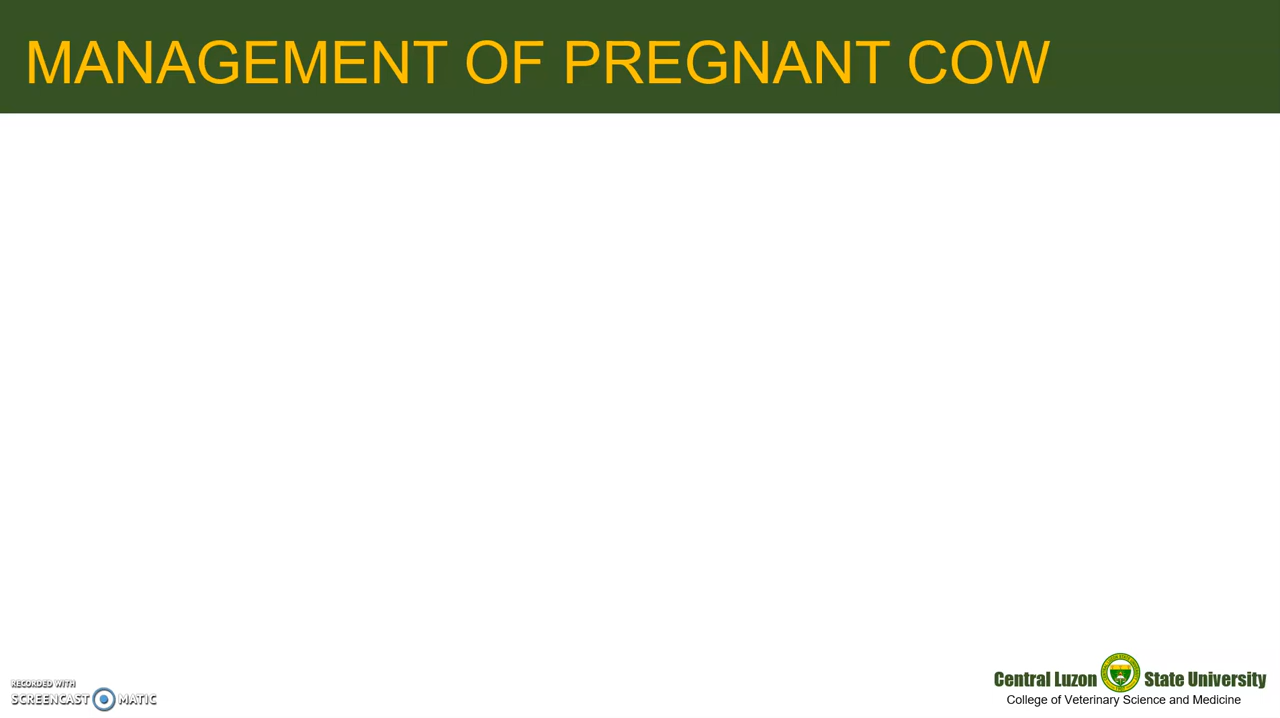 MANAGEMENT OF PREGNANT COW
RECORDED WITH
SCREENCAST MATIC
Central Luzon State University
College of Veterinary Science and Medicine